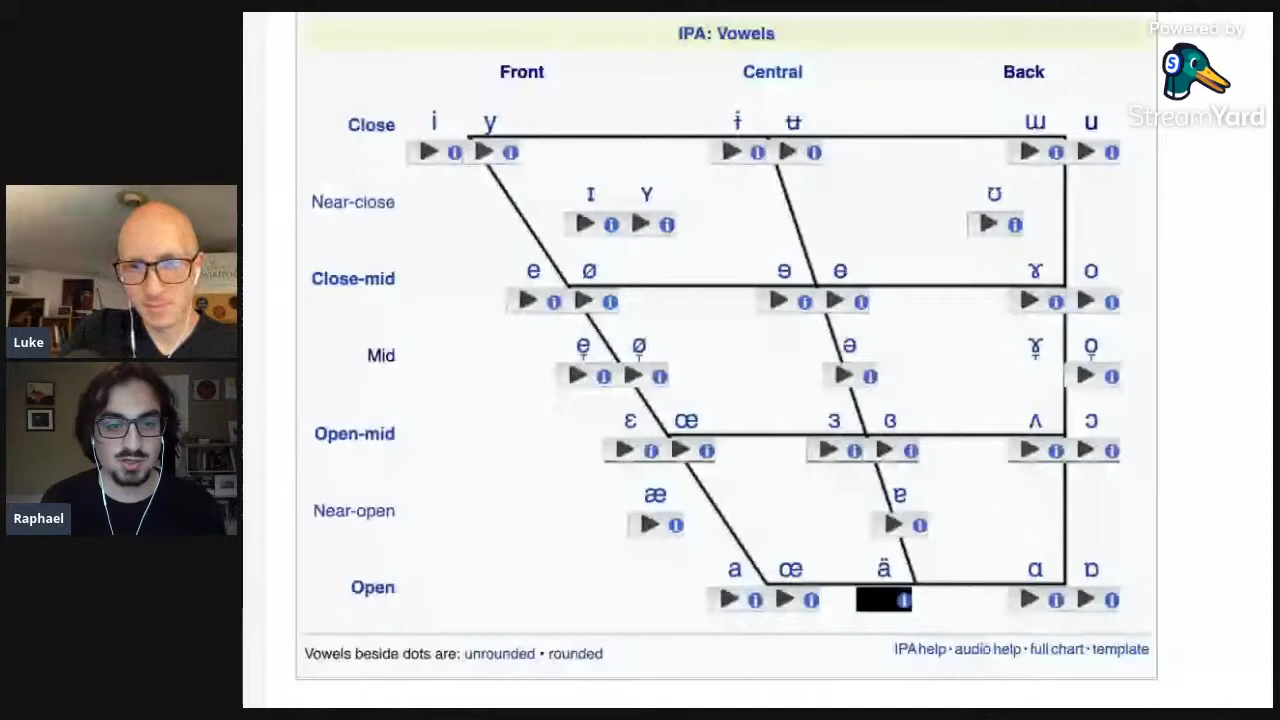 IPA: Vowels
Powered by
StreamYard
Front Central Back
Close i y ɨ ʉ ɯ u
Near-close ɪ ʏ ʊ
Close-mid e ø ɘ ɵ ɤ o
Mid e̞ ø̞ ə ɤ̞ o̞
Open-mid ɛ œ ɜ ɞ ʌ ɔ
Near-open æ ɐ
Open a œ ä ɑ ɒ
Vowels beside dots are: unrounded • rounded
IPA help · audio help · full chart · template
Luke
Raphael